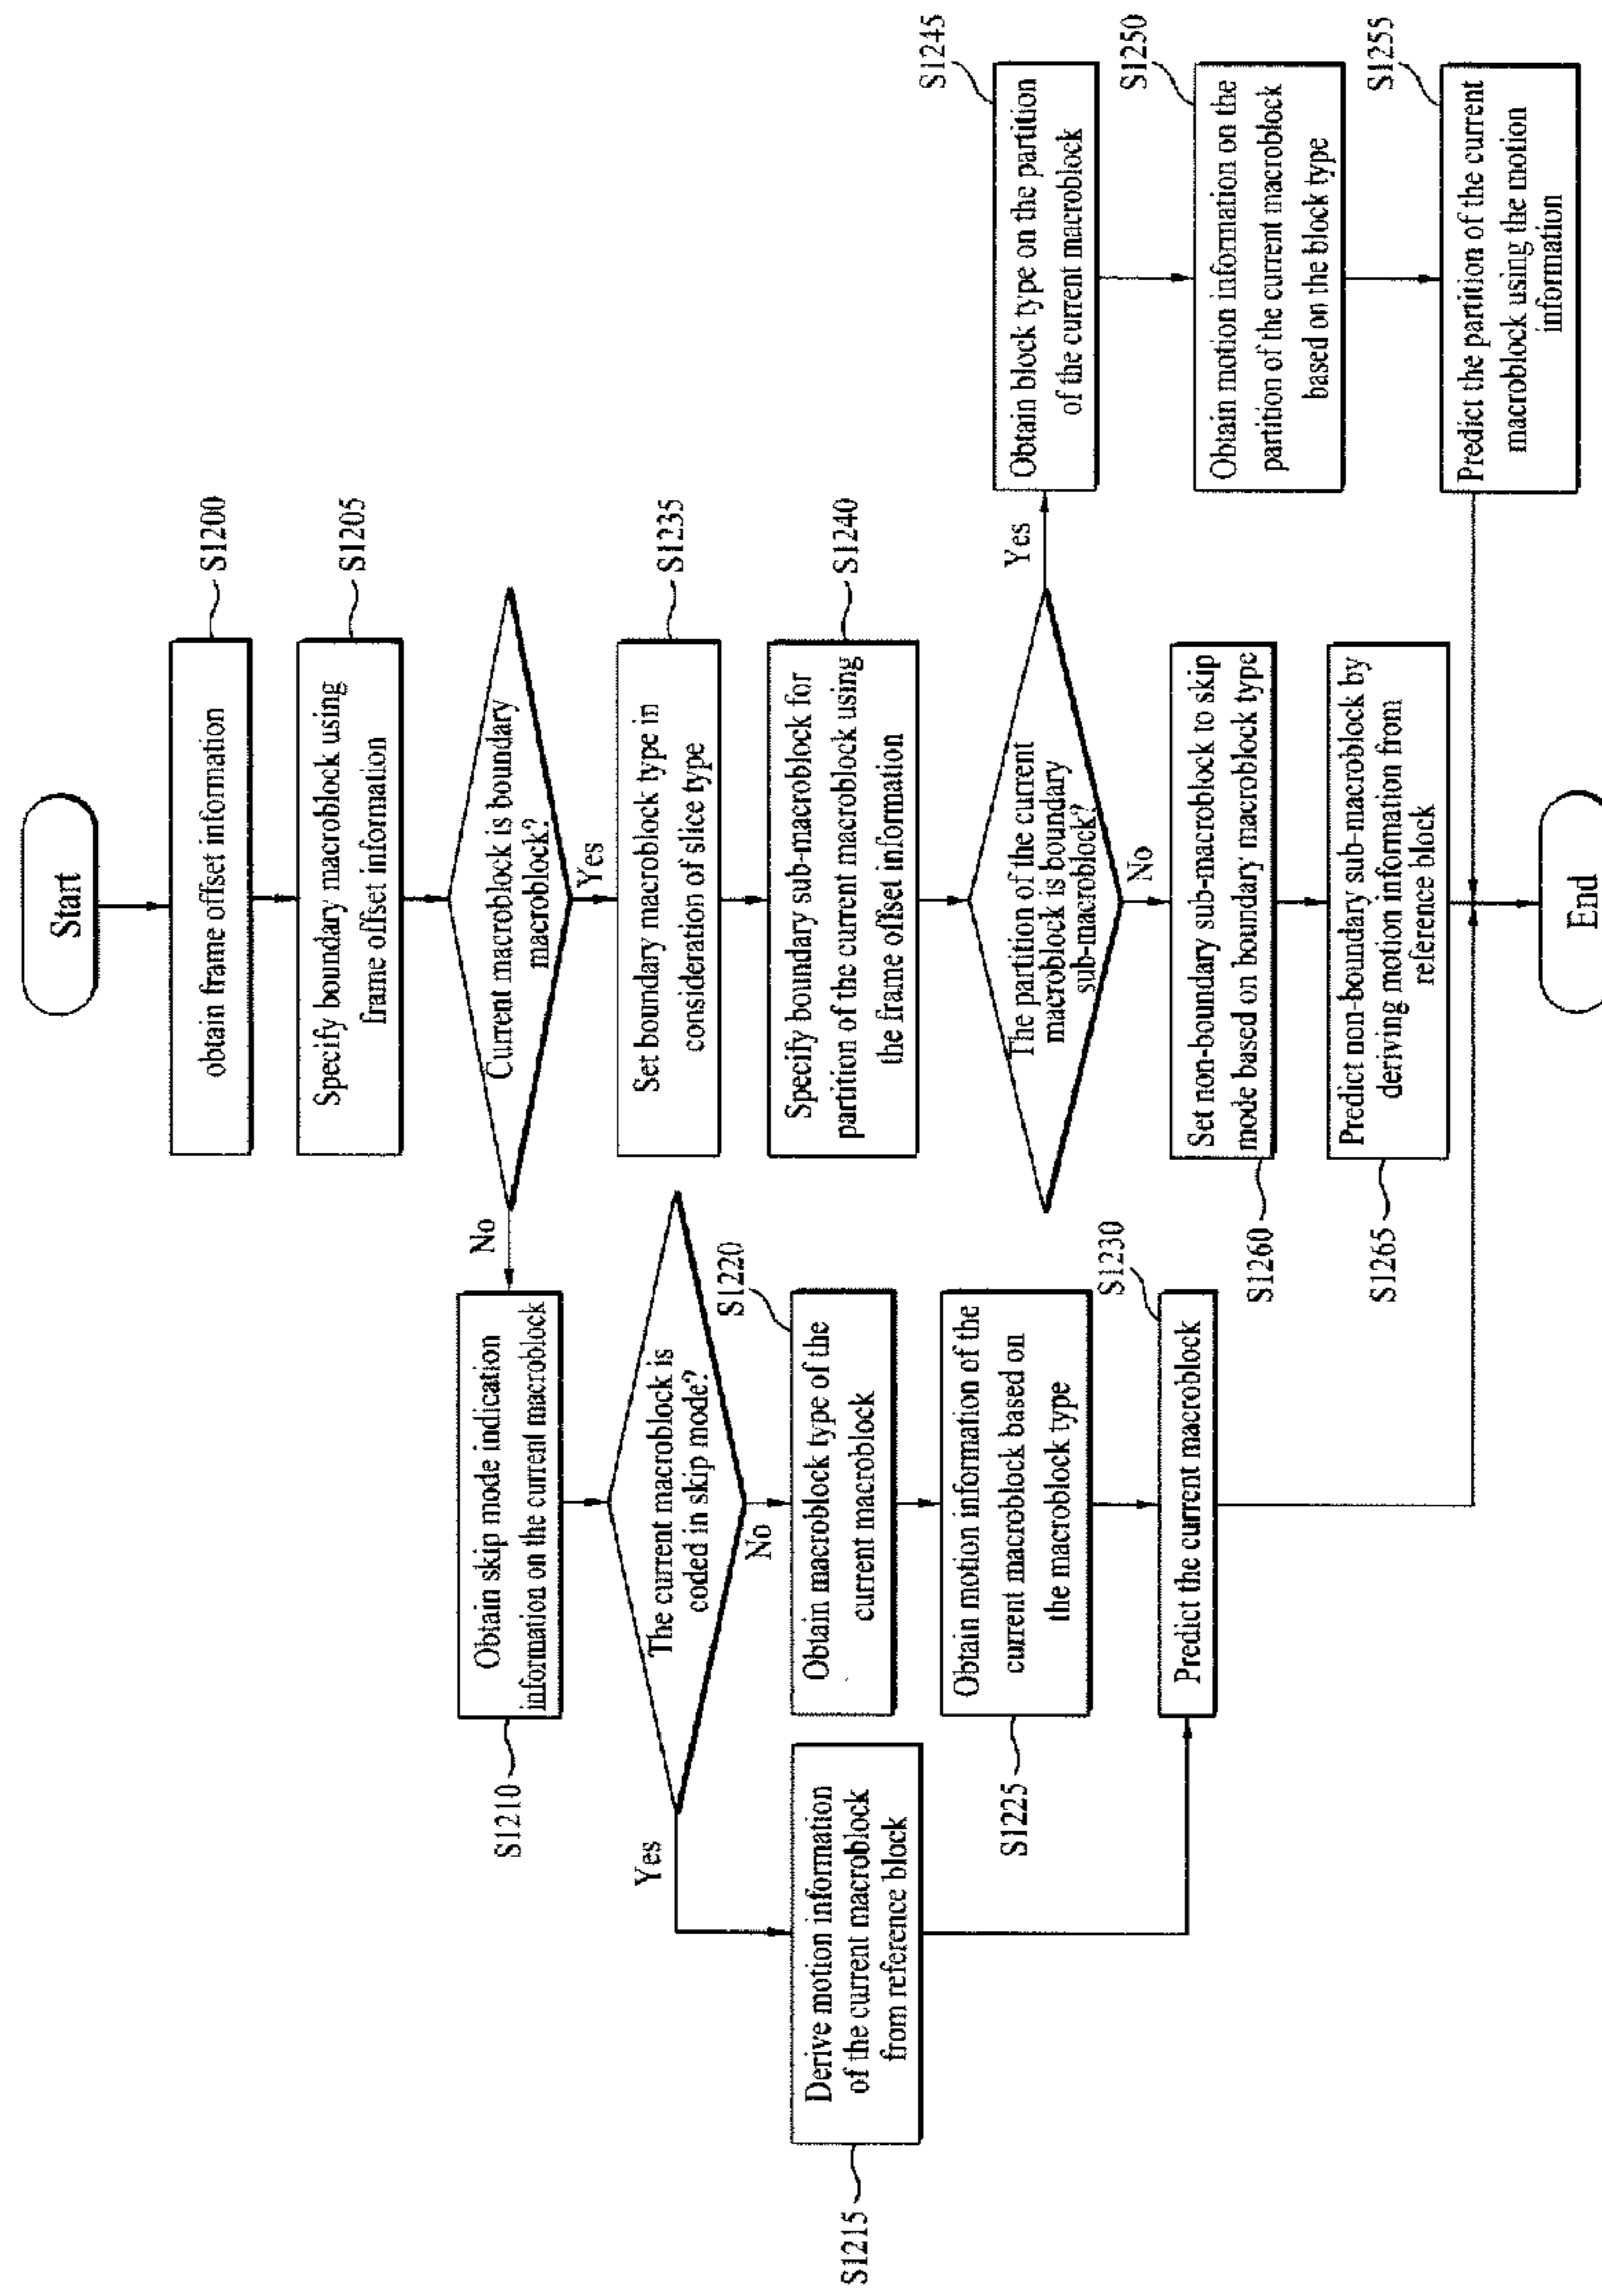 Start
obtain frame offset information
S1200
Specify boundary macroblock using
frame offset information
S1205
Current macroblock is boundary
macroblock?
No
Yes
Obtain skip mode indication
information on the current macroblock
S1210
The current macroblock is
coded in skip mode?
Yes
No
Derive motion information
of the current macroblock
from reference block
S1215
Obtain macroblock type of the
current macroblock
S1220
Obtain motion information of the
current macroblock based on
the macroblock type
S1225
Predict the current macroblock
S1230
Set boundary macroblock type in
consideration of slice type
S1235
Specify boundary sub-macroblock for
partition of the current macroblock using
the frame offset information
S1240
The partition of the current
macroblock is boundary
sub-macroblock?
Yes
No
Obtain block type on the partition
of the current macroblock
S1245
Obtain motion information on the
partition of the current macroblock
based on the block type
S1250
Predict the partition of the current
macroblock using the motion
information
S1255
Set non-boundary sub-macroblock to skip
mode based on boundary macroblock type
S1260
Predict non-boundary sub-macroblock by
deriving motion information from
reference block
S1265
End